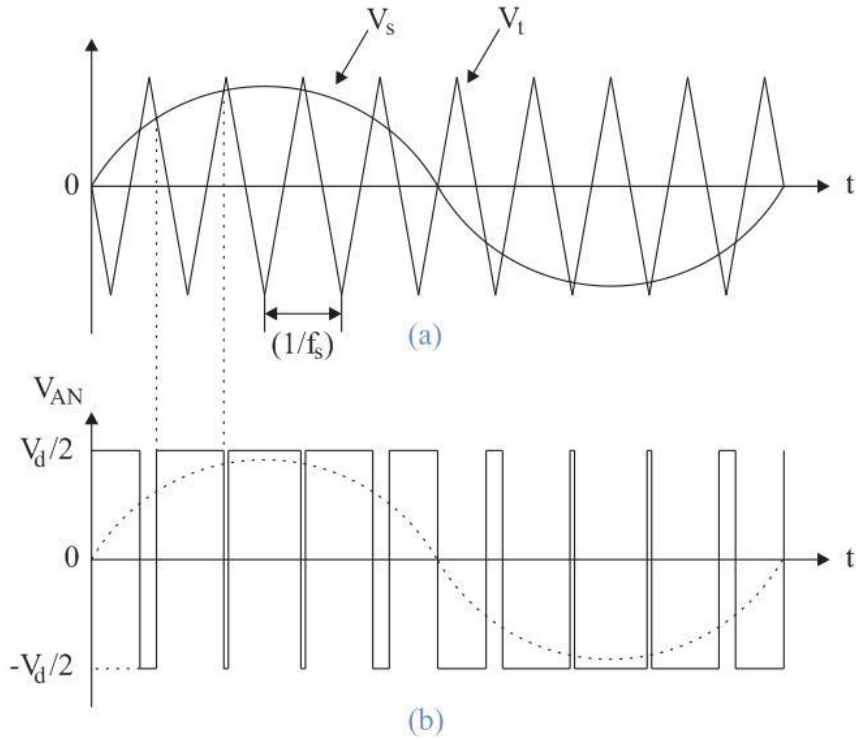 V_s V_t
0 t
(1/f_s)
(a)
V_AN
V_d/2
0 t
-V_d/2
(b)